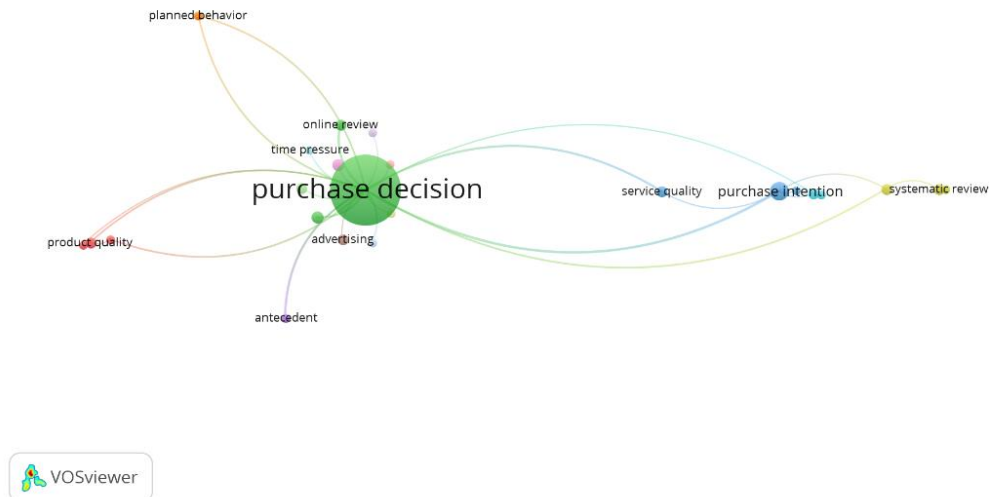 planned behavior
online review
time pressure
purchase decision
service quality
purchase intention
systematic review
product quality
advertising
antecedent
VOSviewer